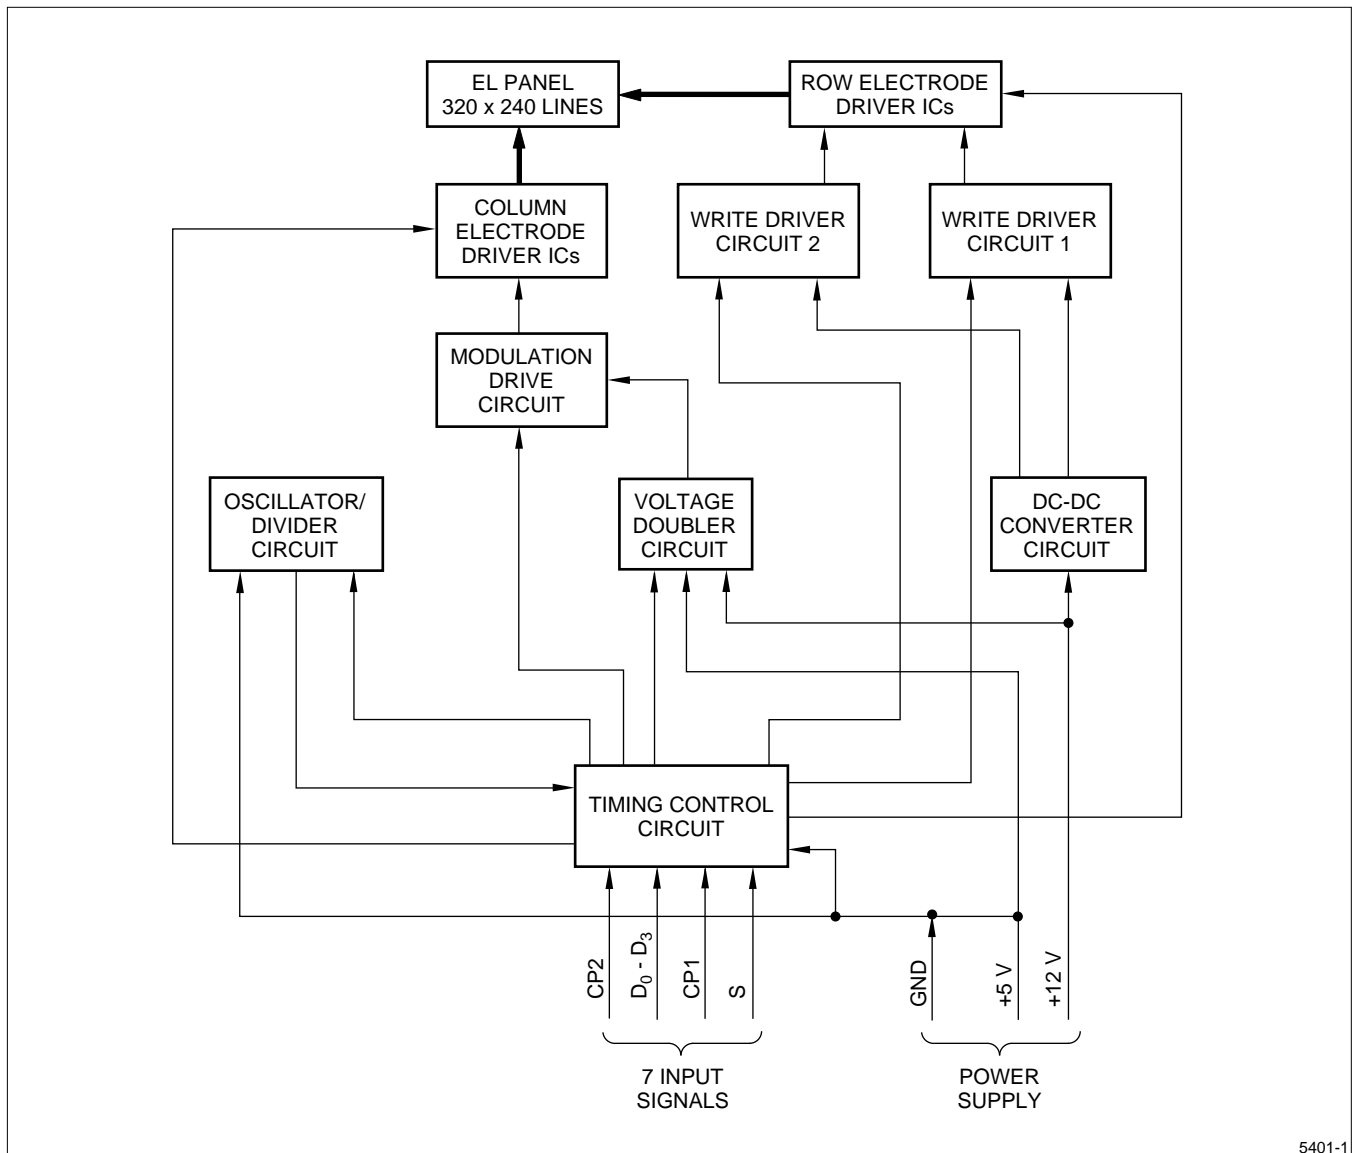 EL PANEL
320 x 240 LINES
ROW ELECTRODE
DRIVER ICs
COLUMN
ELECTRODE
DRIVER ICs
WRITE DRIVER
CIRCUIT 2
WRITE DRIVER
CIRCUIT 1
MODULATION
DRIVE
CIRCUIT
OSCILLATOR/
DIVIDER
CIRCUIT
VOLTAGE
DOUBLER
CIRCUIT
DC-DC
CONVERTER
CIRCUIT
TIMING CONTROL
CIRCUIT
CP2
D₀ - D₃
CP1
S
GND
+5 V
+12 V
7 INPUT
SIGNALS
POWER
SUPPLY
5401-1